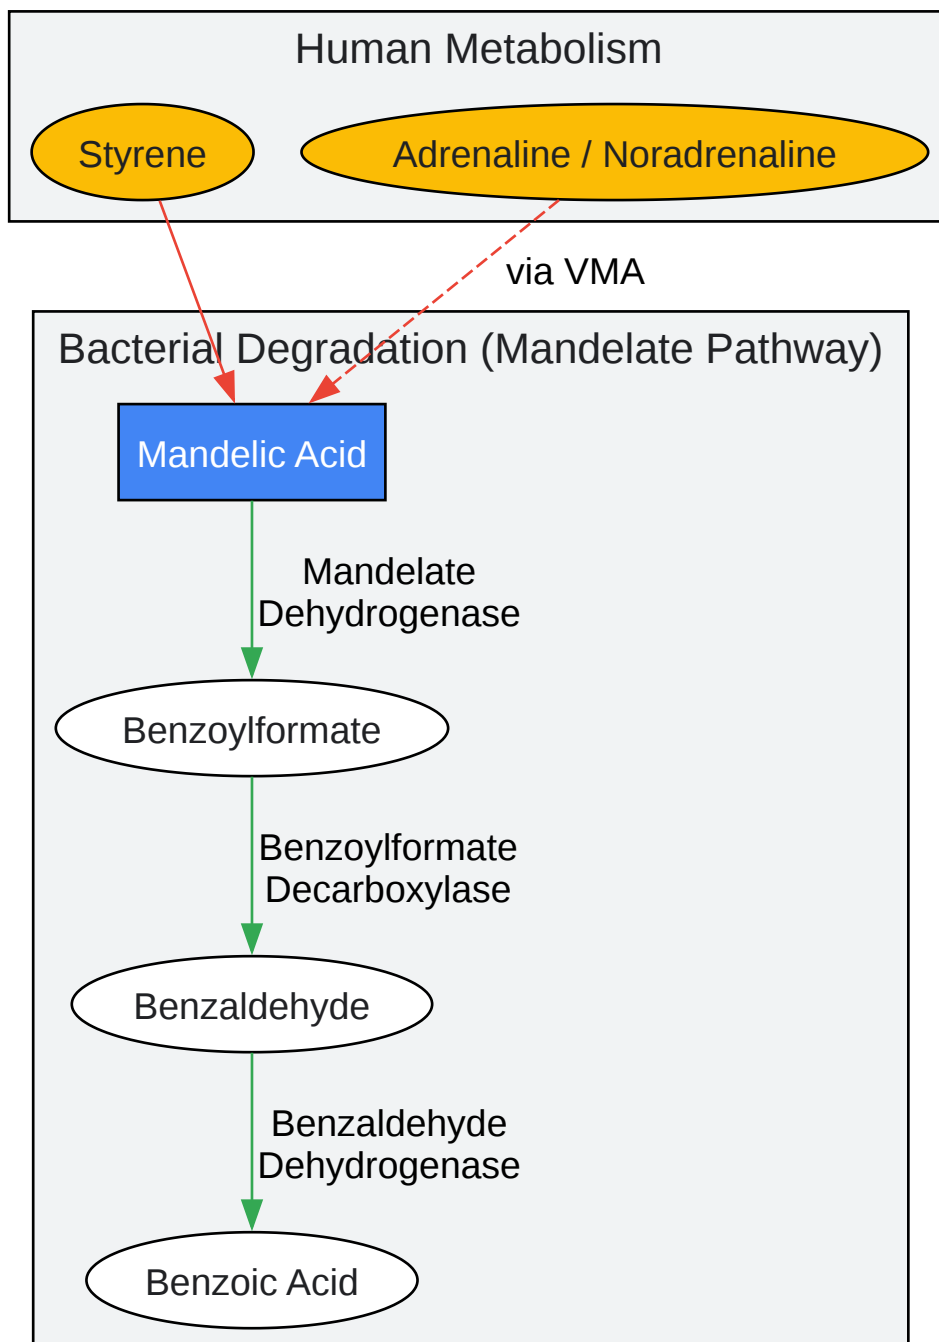 Human Metabolism
Styrene
Adrenaline / Noradrenaline
via VMA
Bacterial Degradation (Mandelate Pathway)
Mandelic Acid
Mandelate
Dehydrogenase
Benzoylformate
Benzoylformate
Decarboxylase
Benzaldehyde
Benzaldehyde
Dehydrogenase
Benzoic Acid